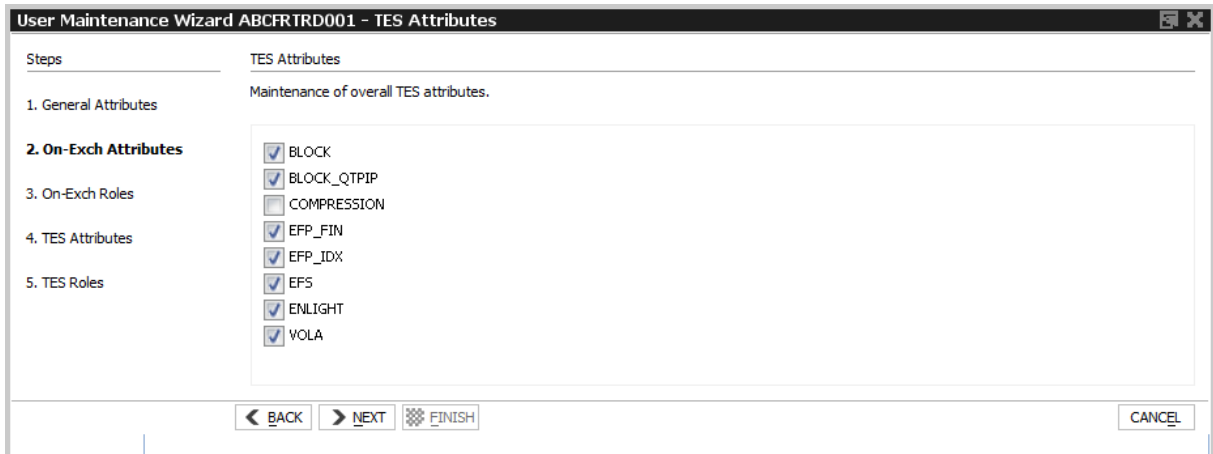 User Maintenance Wizard ABCFRTRD001 - TES Attributes
Steps
1. General Attributes
2. On-Exch Attributes
3. On-Exch Roles
4. TES Attributes
5. TES Roles
TES Attributes
Maintenance of overall TES attributes.
BLOCK
BLOCK_QTPIP
COMPRESSION
EFP_FIN
EFP_IDX
EFS
ENLIGHT
VOLA
BACK NEXT FINISH CANCEL